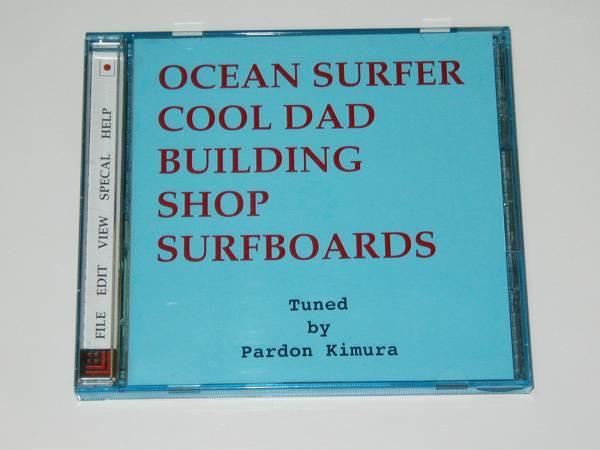 OCEAN SURFER
COOL DAD
BUILDING
SHOP
SURFBOARDS
Tuned
by
Pardon Kimura
FILE EDIT VIEW SPECAL HELP